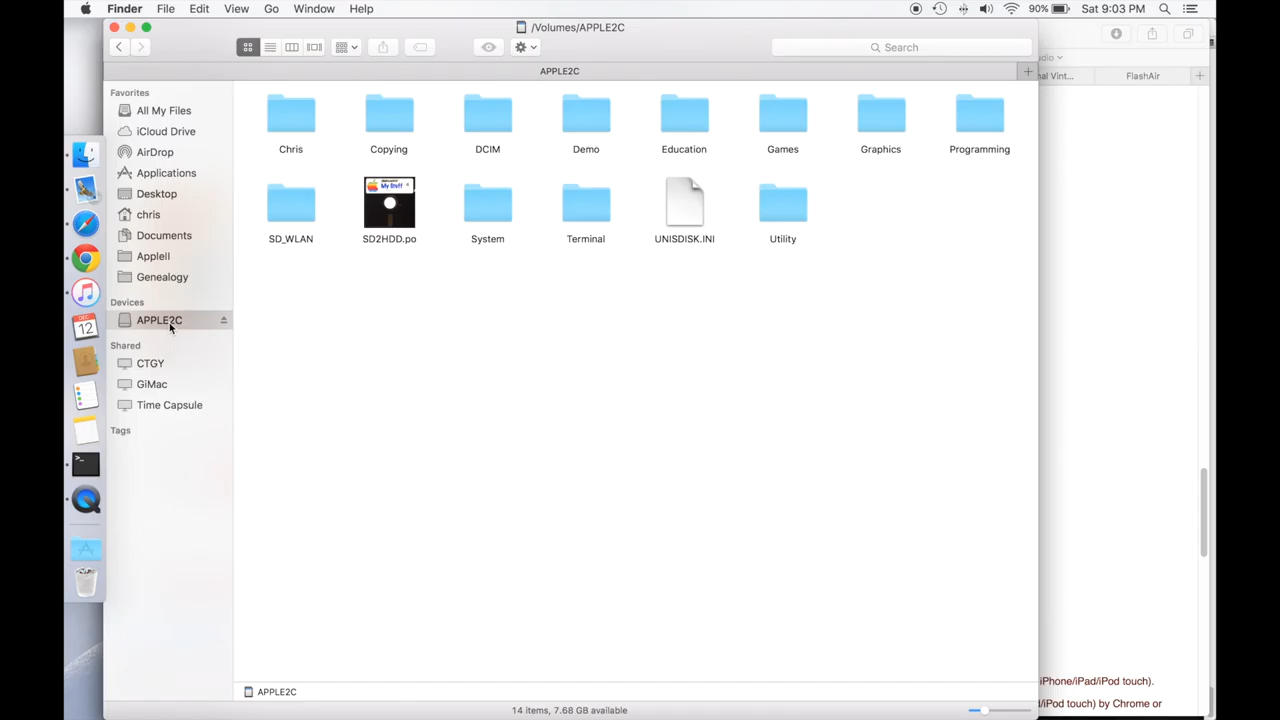 Finder File Edit View Go Window Help 90% Sat 9:03 PM
/Volumes/APPLE2C
Search
APPLE2C
FlashAir
Favorites
All My Files
iCloud Drive
AirDrop
Applications
Desktop
chris
Documents
AppleII
Genealogy
Devices
APPLE2C
Shared
CTGY
GiMac
Time Capsule
Tags
Chris Copying DCIM Demo Education Games Graphics Programming
My Stuff
SD_WLAN SD2HDD.po System Terminal UNISDISK.INI Utility
DEC
12
APPLE2C
14 items, 7.68 GB available
iPhone/iPad/iPod touch).
/iPod touch) by Chrome or